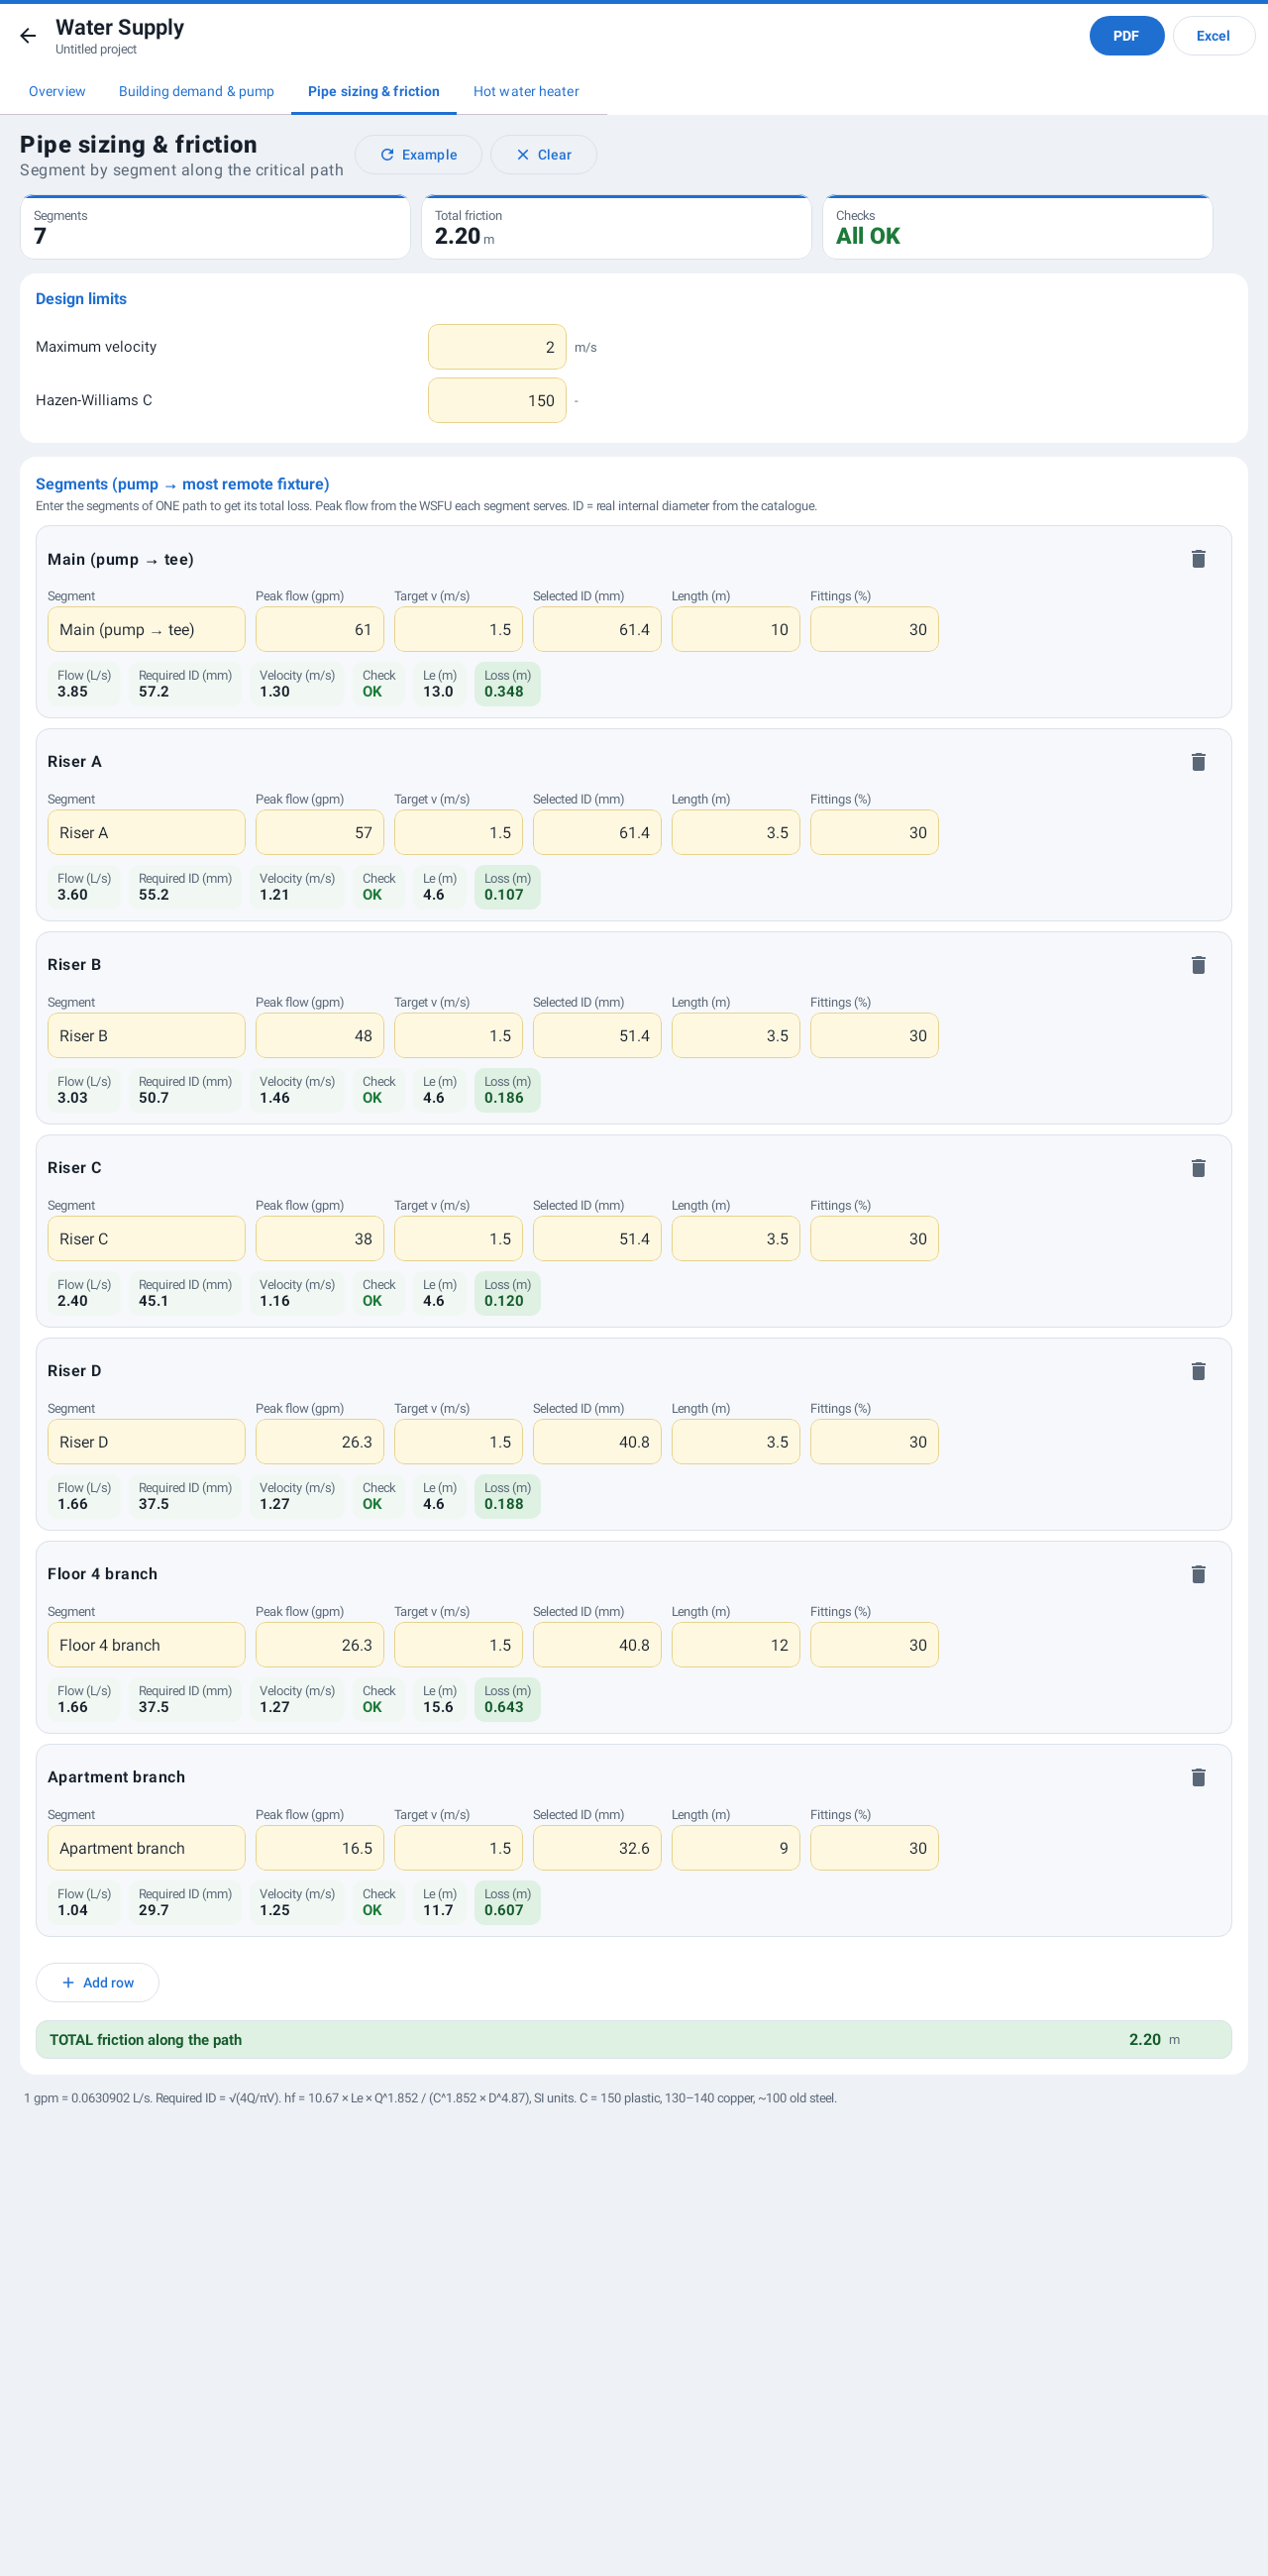 Water Supply
Untitled project
PDF
Excel
Overview
Building demand & pump
Pipe sizing & friction
Hot water heater
Pipe sizing & friction
Segment by segment along the critical path
Example
Clear
Segments
7
Total friction
2.20 m
Checks
All OK
Design limits
Maximum velocity 2 m/s
Hazen-Williams C 150 -
Segments (pump → most remote fixture)
Enter the segments of ONE path to get its total loss. Peak flow from the WSFU each segment serves. ID = real internal diameter from the catalogue.
Main (pump → tee)
Segment Peak flow (gpm) Target v (m/s) Selected ID (mm) Length (m) Fittings (%)
Main (pump → tee) 61 1.5 61.4 10 30
Flow (L/s) Required ID (mm) Velocity (m/s) Check Le (m) Loss (m)
3.85 57.2 1.30 OK 13.0 0.348
Riser A
Segment Peak flow (gpm) Target v (m/s) Selected ID (mm) Length (m) Fittings (%)
Riser A 57 1.5 61.4 3.5 30
Flow (L/s) Required ID (mm) Velocity (m/s) Check Le (m) Loss (m)
3.60 55.2 1.21 OK 4.6 0.107
Riser B
Segment Peak flow (gpm) Target v (m/s) Selected ID (mm) Length (m) Fittings (%)
Riser B 48 1.5 51.4 3.5 30
Flow (L/s) Required ID (mm) Velocity (m/s) Check Le (m) Loss (m)
3.03 50.7 1.46 OK 4.6 0.186
Riser C
Segment Peak flow (gpm) Target v (m/s) Selected ID (mm) Length (m) Fittings (%)
Riser C 38 1.5 51.4 3.5 30
Flow (L/s) Required ID (mm) Velocity (m/s) Check Le (m) Loss (m)
2.40 45.1 1.16 OK 4.6 0.120
Riser D
Segment Peak flow (gpm) Target v (m/s) Selected ID (mm) Length (m) Fittings (%)
Riser D 26.3 1.5 40.8 3.5 30
Flow (L/s) Required ID (mm) Velocity (m/s) Check Le (m) Loss (m)
1.66 37.5 1.27 OK 4.6 0.188
Floor 4 branch
Segment Peak flow (gpm) Target v (m/s) Selected ID (mm) Length (m) Fittings (%)
Floor 4 branch 26.3 1.5 40.8 12 30
Flow (L/s) Required ID (mm) Velocity (m/s) Check Le (m) Loss (m)
1.66 37.5 1.27 OK 15.6 0.643
Apartment branch
Segment Peak flow (gpm) Target v (m/s) Selected ID (mm) Length (m) Fittings (%)
Apartment branch 16.5 1.5 32.6 9 30
Flow (L/s) Required ID (mm) Velocity (m/s) Check Le (m) Loss (m)
1.04 29.7 1.25 OK 11.7 0.607
Add row
TOTAL friction along the path 2.20 m
1 gpm = 0.0630902 L/s. Required ID = √(4Q/πV). hf = 10.67 × Le × Q^1.852 / (C^1.852 × D^4.87), SI units. C = 150 plastic, 130–140 copper, ~100 old steel.